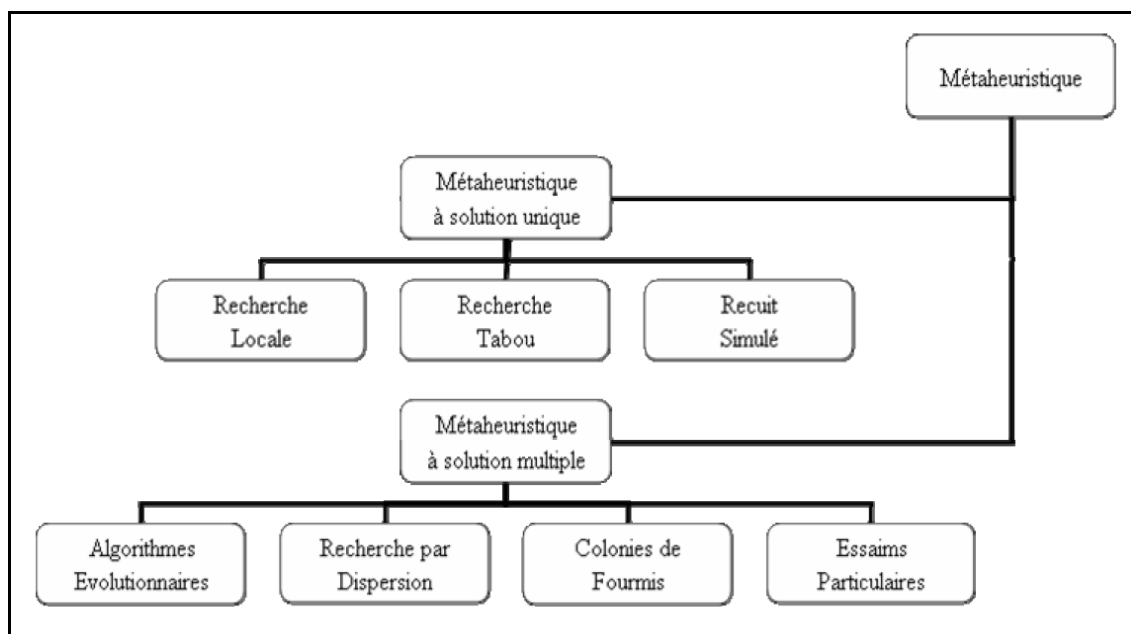 Métaheuristique
Métaheuristique
à solution unique
Recherche
Locale
Recherche
Tabou
Recuit
Simulé
Métaheuristique
à solution multiple
Algorithmes
Evolutionnaires
Recherche par
Dispersion
Colonies de
Fourmis
Essaims
Particulaires